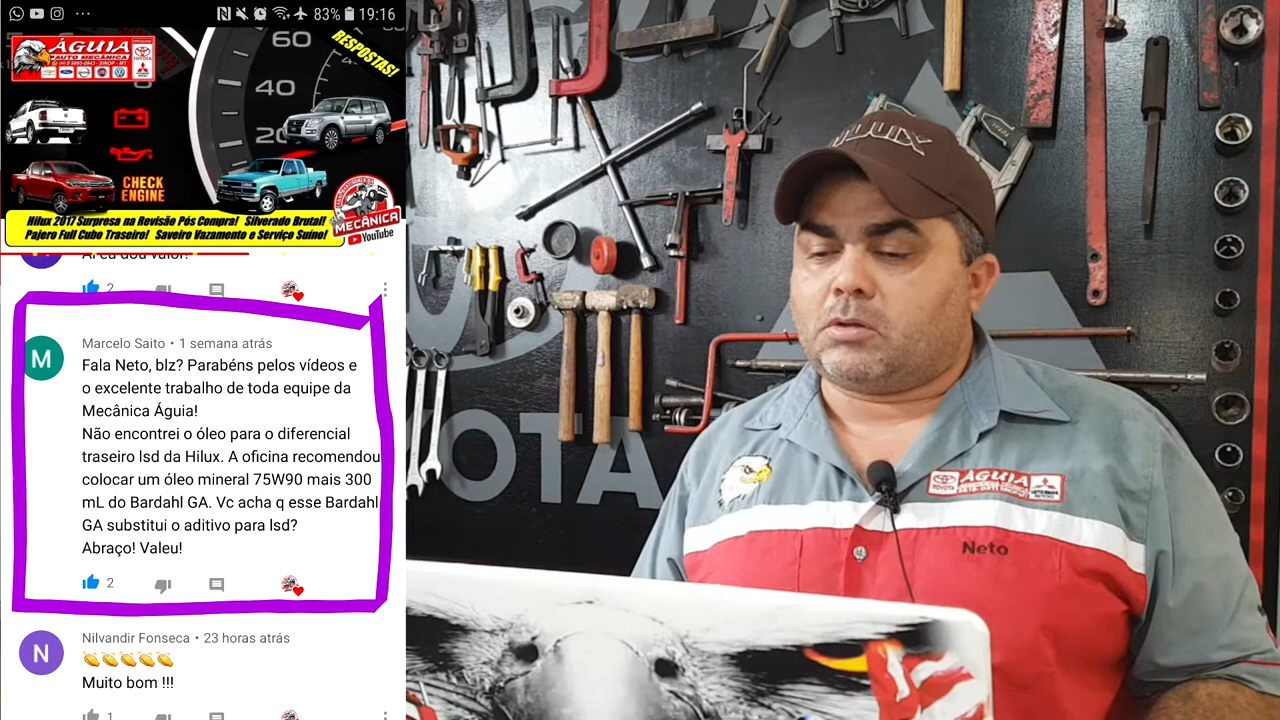 83% 19:16
ÁGUIA
AUTO MECÂNICA
60
40
20
RESPOSTAS!
CHECK
ENGINE
Hilux 2017 Surpresa na Revisão Pós Compra! Silverado Brutal!
Pajero Full Cubo Traseiro! Saveiro Vazamento e Serviço Suíno!
MECÂNICA
YouTube
Aí eu dou valor!
2
M
Marcelo Saito • 1 semana atrás
Fala Neto, blz? Parabéns pelos vídeos e
o excelente trabalho de toda equipe da
Mecânica Águia!
Não encontrei o óleo para o diferencial
traseiro lsd da Hilux. A oficina recomendou
colocar um óleo mineral 75W90 mais 300
mL do Bardahl GA. Vc acha q esse Bardahl
GA substitui o aditivo para lsd?
Abraço! Valeu!
2
N
Nilvandir Fonseca • 23 horas atrás
👏👏👏👏👏
Muito bom !!!
1
HILUX
YOTA
ÁGUIA
Neto